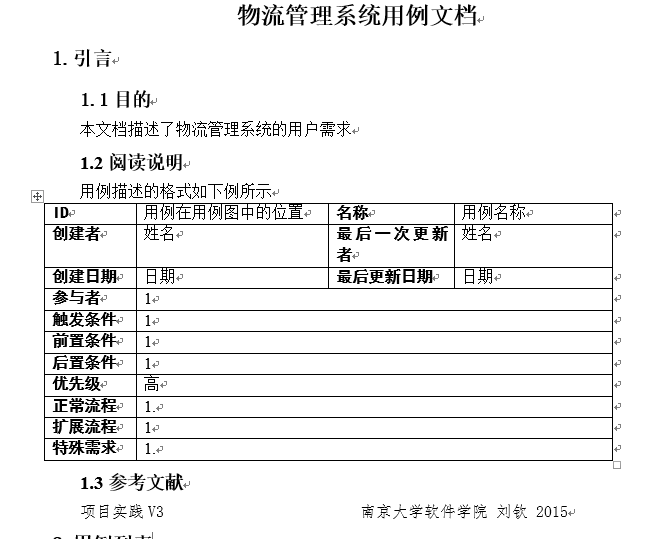 物流管理系统用例文档
1. 引言
1.1 目的
本文档描述了物流管理系统的用户需求
1.2 阅读说明
用例描述的格式如下例所示
ID 用例在用例图中的位置 名称 用例名称
创建者 姓名 最后一次更新 姓名
者
创建日期 日期 最后更新日期 日期
参与者 1
触发条件 1
前置条件 1
后置条件 1
优先级 高
正常流程 1.
扩展流程 1
特殊需求 1.
1.3 参考文献
项目实践V3 南京大学软件学院 刘钦 2015